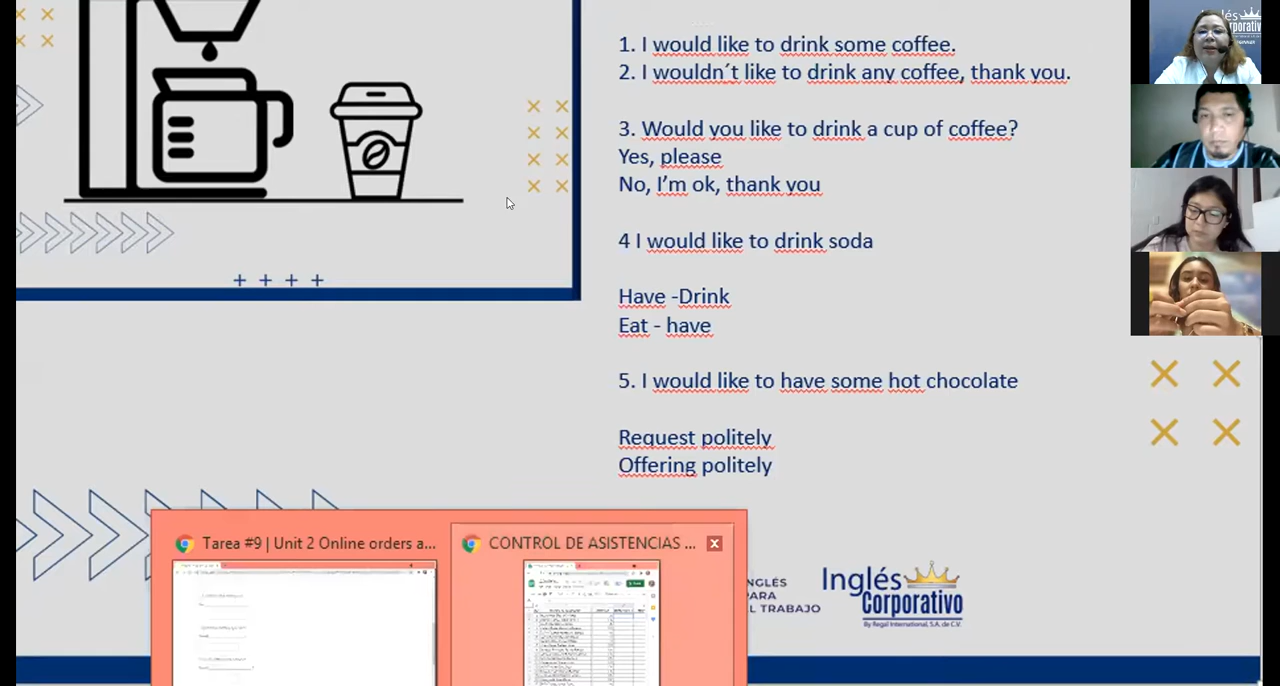 1. I would like to drink some coffee.
2. I wouldn´t like to drink any coffee, thank you.
3. Would you like to drink a cup of coffee?
Yes, please
No, I'm ok, thank you
4 I would like to drink soda
Have -Drink
Eat - have
5. I would like to have some hot chocolate
Request politely
Offering politely
Tarea #9 | Unit 2 Online orders a...
CONTROL DE ASISTENCIAS ...
INGLÉS
PARA
TRABAJO
Inglés
Corporativo
By Regal International, S.A. de C.V.